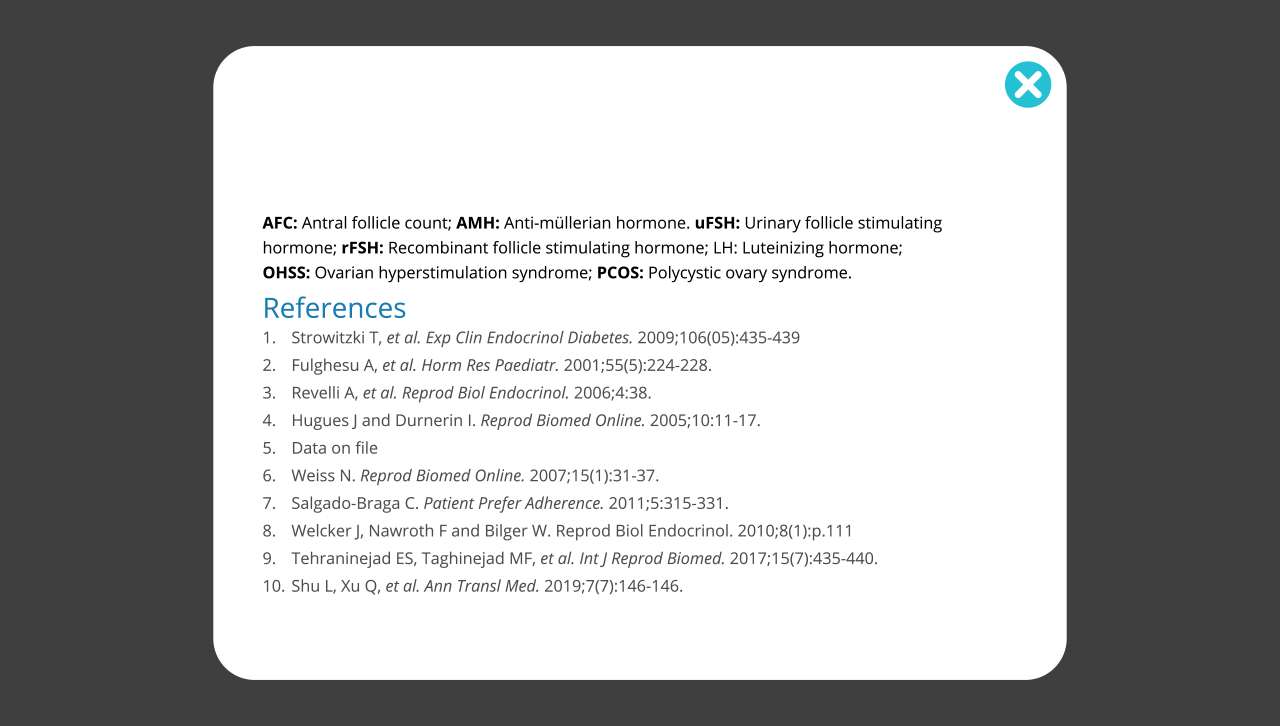 AFC: Antral follicle count; AMH: Anti-müllerian hormone. uFSH: Urinary follicle stimulating
hormone; rFSH: Recombinant follicle stimulating hormone; LH: Luteinizing hormone;
OHSS: Ovarian hyperstimulation syndrome; PCOS: Polycystic ovary syndrome.
References
1. Strowitzki T, et al. Exp Clin Endocrinol Diabetes. 2009;106(05):435-439
2. Fulghesu A, et al. Horm Res Paediatr. 2001;55(5):224-228.
3. Revelli A, et al. Reprod Biol Endocrinol. 2006;4:38.
4. Hugues J and Durnerin I. Reprod Biomed Online. 2005;10:11-17.
5. Data on file
6. Weiss N. Reprod Biomed Online. 2007;15(1):31-37.
7. Salgado-Braga C. Patient Prefer Adherence. 2011;5:315-331.
8. Welcker J, Nawroth F and Bilger W. Reprod Biol Endocrinol. 2010;8(1):p.111
9. Tehraninejad ES, Taghinejad MF, et al. Int J Reprod Biomed. 2017;15(7):435-440.
10. Shu L, Xu Q, et al. Ann Transl Med. 2019;7(7):146-146.